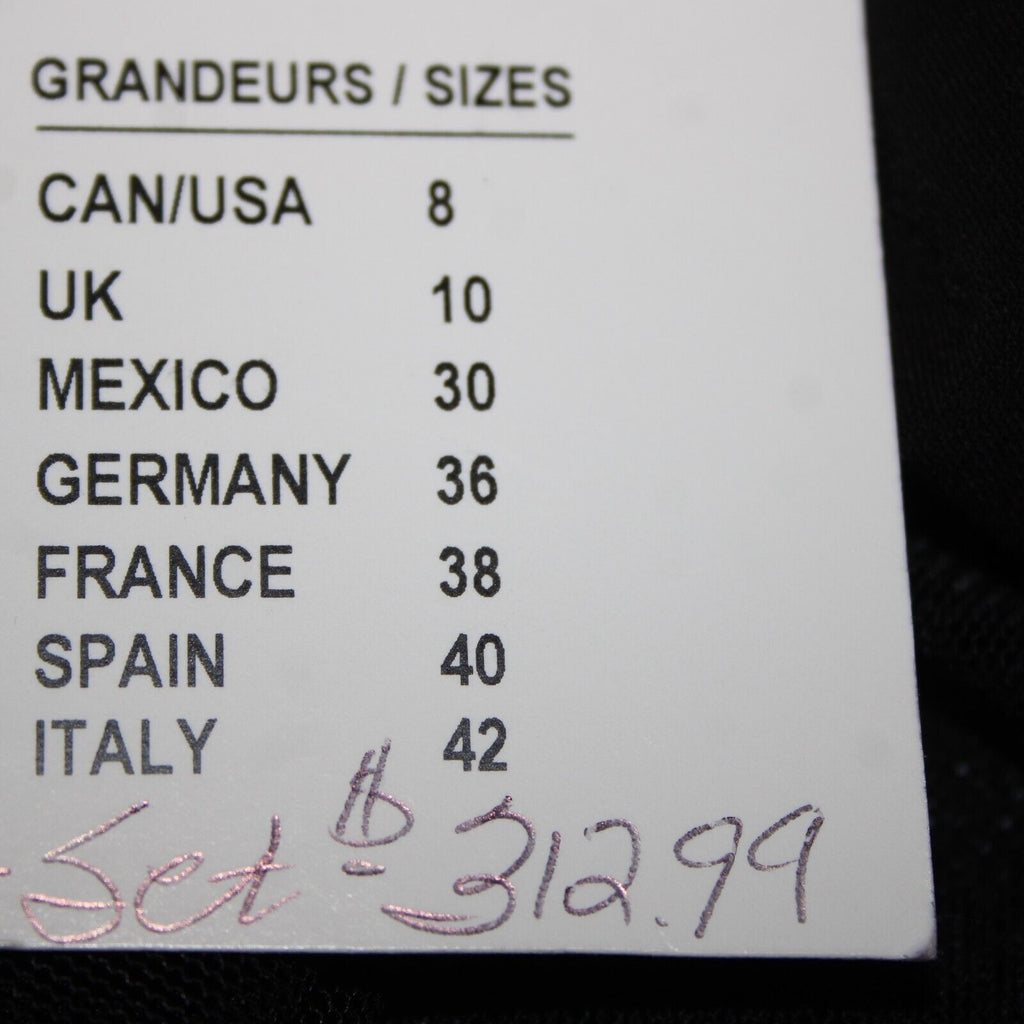 GRANDEURS / SIZES
CAN/USA 8
UK 10
MEXICO 30
GERMANY 36
FRANCE 38
SPAIN 40
ITALY 42
- Set $ - 312.99